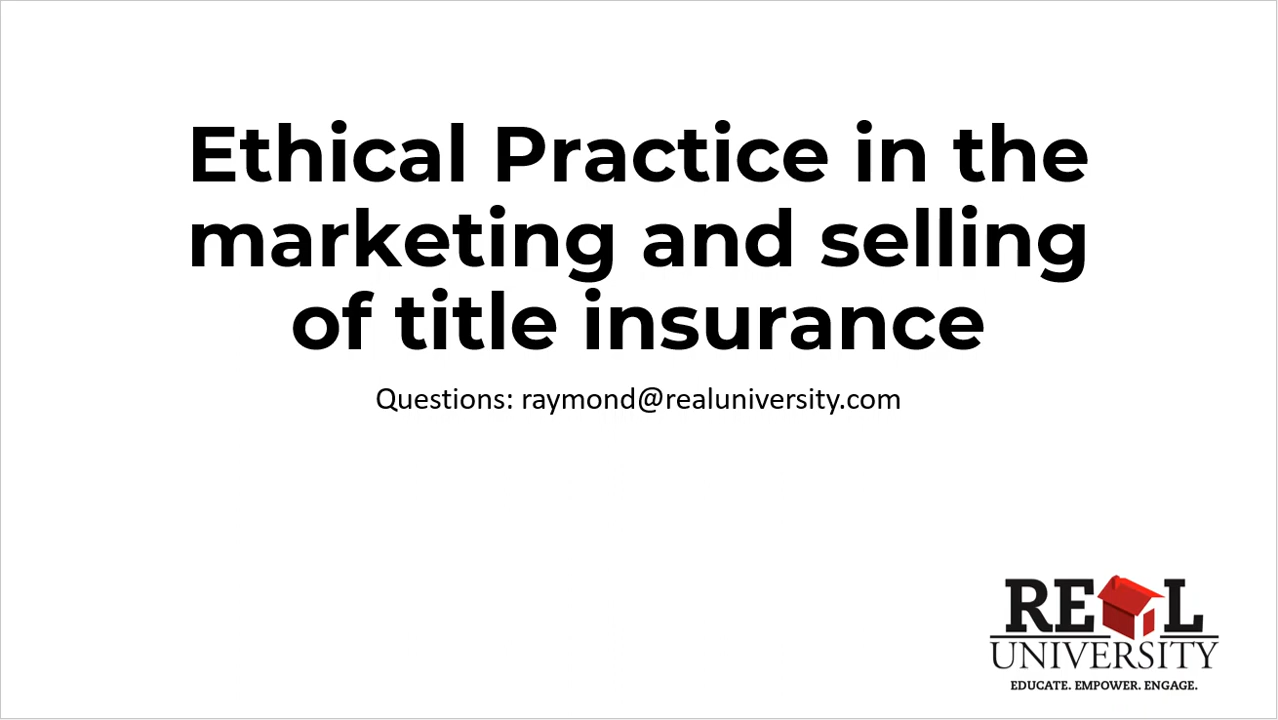 Ethical Practice in the
marketing and selling
of title insurance
Questions: raymond@realuniversity.com
REAL
UNIVERSITY
EDUCATE. EMPOWER. ENGAGE.